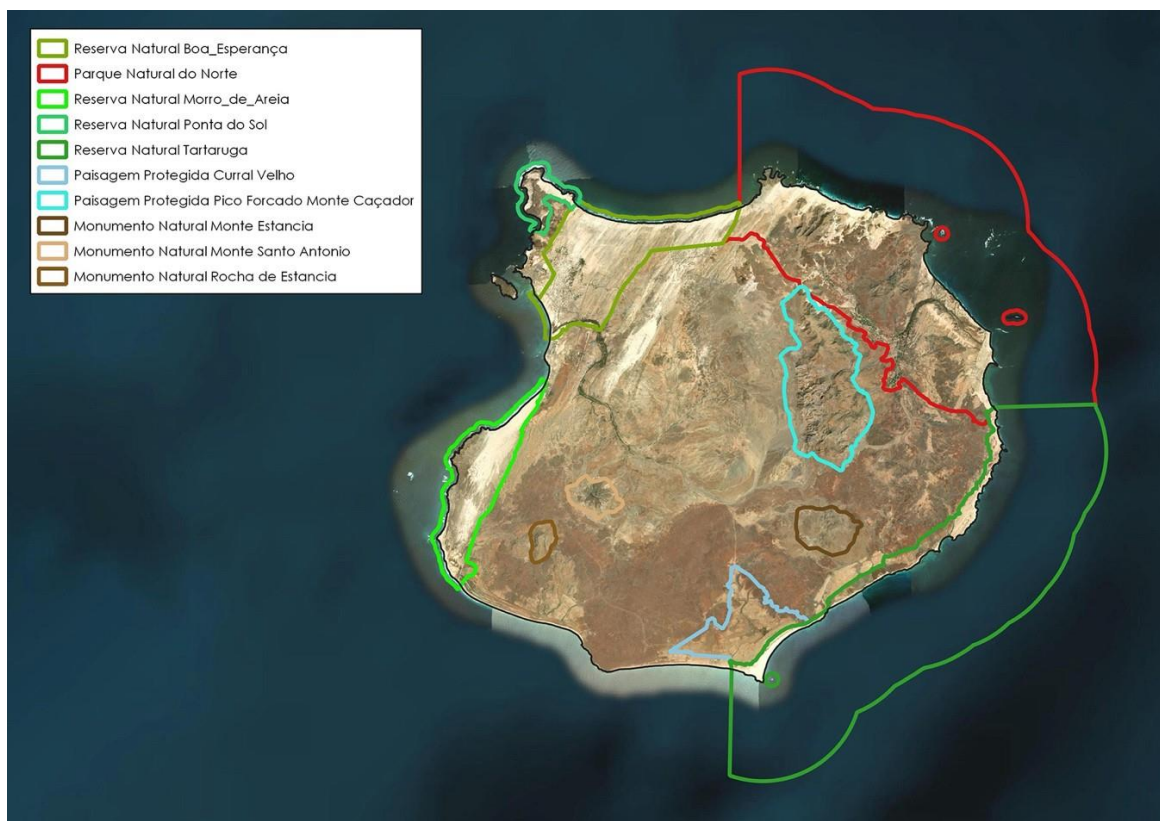 Reserva Natural Boa_Esperança
Parque Natural do Norte
Reserva Natural Morro_de_Areia
Reserva Natural Ponta do Sol
Reserva Natural Tartaruga
Paisagem Protegida Curral Velho
Paisagem Protegida Pico Forcado Monte Caçador
Monumento Natural Monte Estancia
Monumento Natural Monte Santo Antonio
Monumento Natural Rocha de Estancia